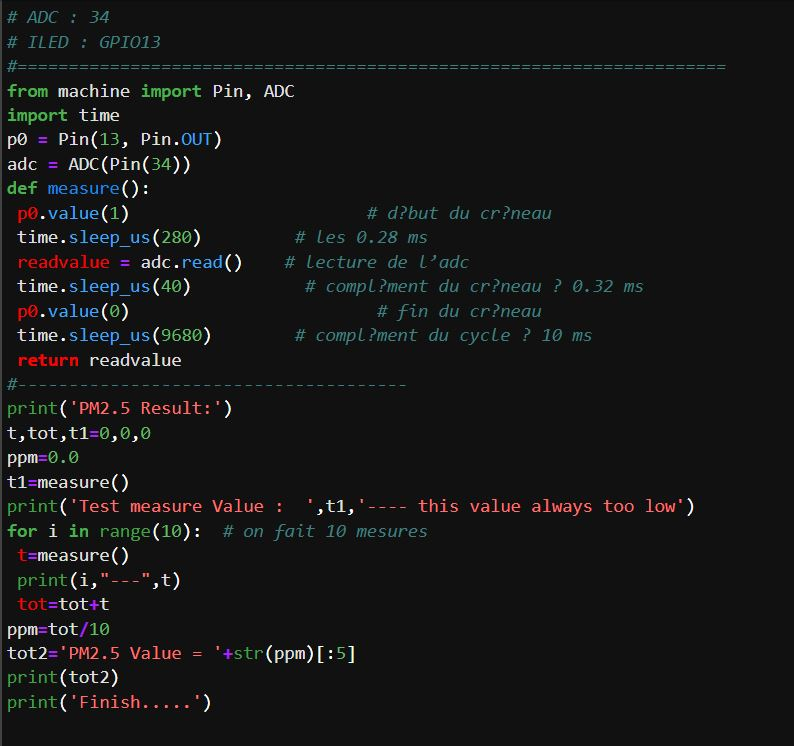 # ADC : 34
# ILED : GPIO13
#=====================================================================
from machine import Pin, ADC
import time
p0 = Pin(13, Pin.OUT)
adc = ADC(Pin(34))
def measure():
 p0.value(1)                       # d?but du cr?neau
 time.sleep_us(280)         # les 0.28 ms
 readvalue = adc.read()    # lecture de l’adc
 time.sleep_us(40)           # compl?ment du cr?neau ? 0.32 ms
 p0.value(0)                        # fin du cr?neau
 time.sleep_us(9680)        # compl?ment du cycle ? 10 ms
 return readvalue
#--------------------------------------
print('PM2.5 Result:')
t,tot,t1=0,0,0
ppm=0.0
t1=measure()
print('Test measure Value :  ',t1,'---- this value always too low')
for i in range(10):  # on fait 10 mesures
 t=measure()
 print(i,"---",t)
 tot=tot+t
ppm=tot/10
tot2='PM2.5 Value = '+str(ppm)[:5]
print(tot2)
print('Finish.....')